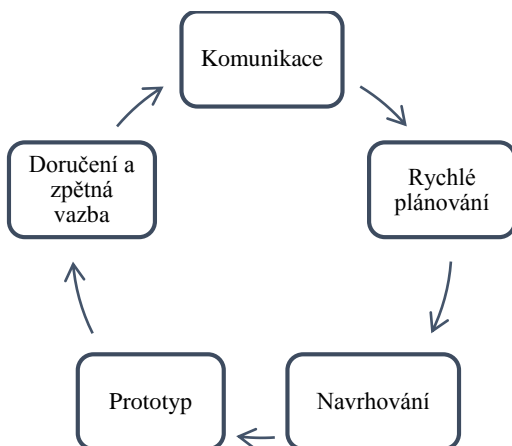 Komunikace
Rychlé
plánování
Navrhování
Prototyp
Doručení a
zpětná
vazba